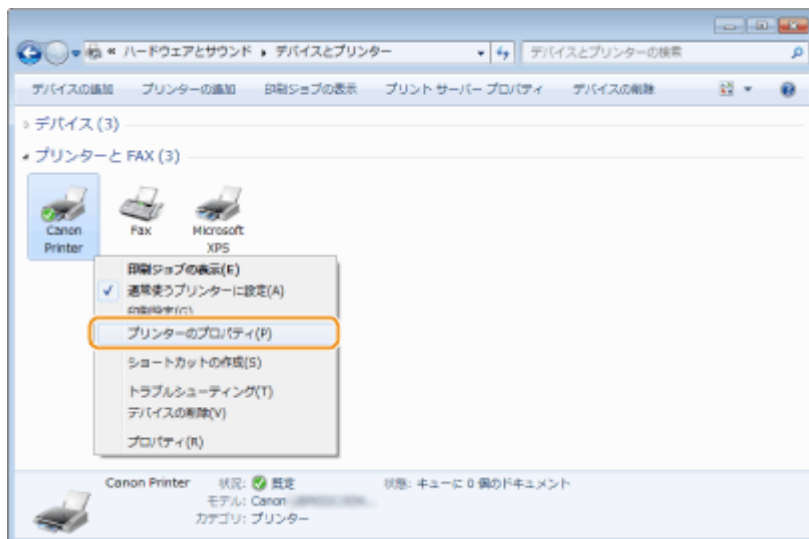 « ハードウェアとサウンド ▸ デバイスとプリンター
デバイスとプリンターの検索
デバイスの追加 プリンターの追加 印刷ジョブの表示 プリント サーバー プロパティ デバイスの削除
デバイス (3)
プリンターと FAX (3)
Canon Printer
Fax
Microsoft XPS
印刷ジョブの表示(E)
通常使うプリンターに設定(A)
印刷設定(G)
プリンターのプロパティ(P)
ショートカットの作成(S)
トラブルシューティング(T)
デバイスの削除(V)
プロパティ(R)
Canon Printer 状況: 既定 状態: キューに 0 個のドキュメント
モデル: Canon
カテゴリ: プリンター